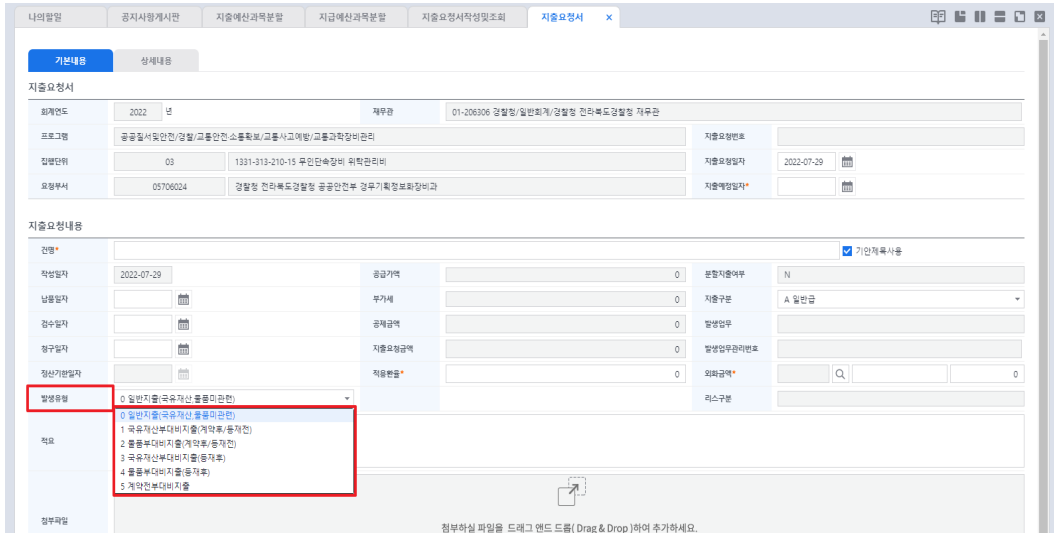 나의할일 공지사항게시판 지출예산과목분할 지급예산과목분할 지출요청서작성및조회 지출요청서 x
기본내용 상세내용
지출요청서
회계연도 2022 년 재무관 01-206306 경찰청/일반회계/경찰청 전라북도경찰청 재무관
프로그램 공공질서및안전/경찰/교통안전·소통확보/교통사고예방/교통과학장비관리 지출요청번호
집행단위 03 1331-313-210-15 무인단속장비 위탁관리비 지출요청일자 2022-07-29
요청부서 05706024 경찰청 전라북도경찰청 공공안전부 경무기획정보화장비과 지출예정일자*
지출요청내용
건명* 기안제목사용
작성일자 2022-07-29 공급가액 0 분할지출여부 N
납품일자 부가세 0 지출구분 A 일반급
검수일자 공제금액 0 발생업무
청구일자 지출요청금액 0 발생업무관리번호
정산기한일자 적용환율* 0 외화금액* 0
발생유형 0 일반지출(국유재산,물품미관련) 리스구분
0 일반지출(국유재산,물품미관련)
1 국유재산부대비지출(계약후/등재전)
적요 2 물품부대비지출(계약후/등재전)
3 국유재산부대비지출(등재후)
4 물품부대비지출(등재후)
5 계약전부대비지출
첨부파일
첨부하실 파일을 드래그 앤드 드롭( Drag & Drop )하여 추가하세요.